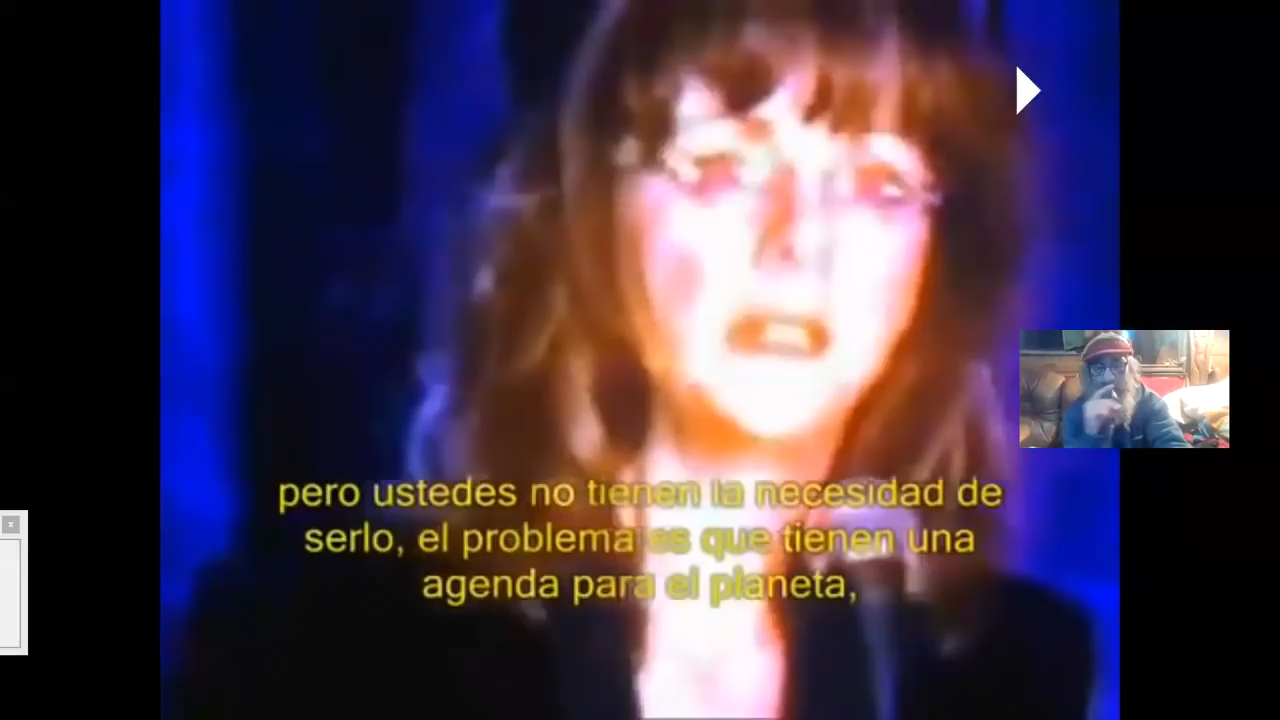 pero ustedes no tienen la necesidad de
serlo, el problema es que tienen una
agenda para el planeta,